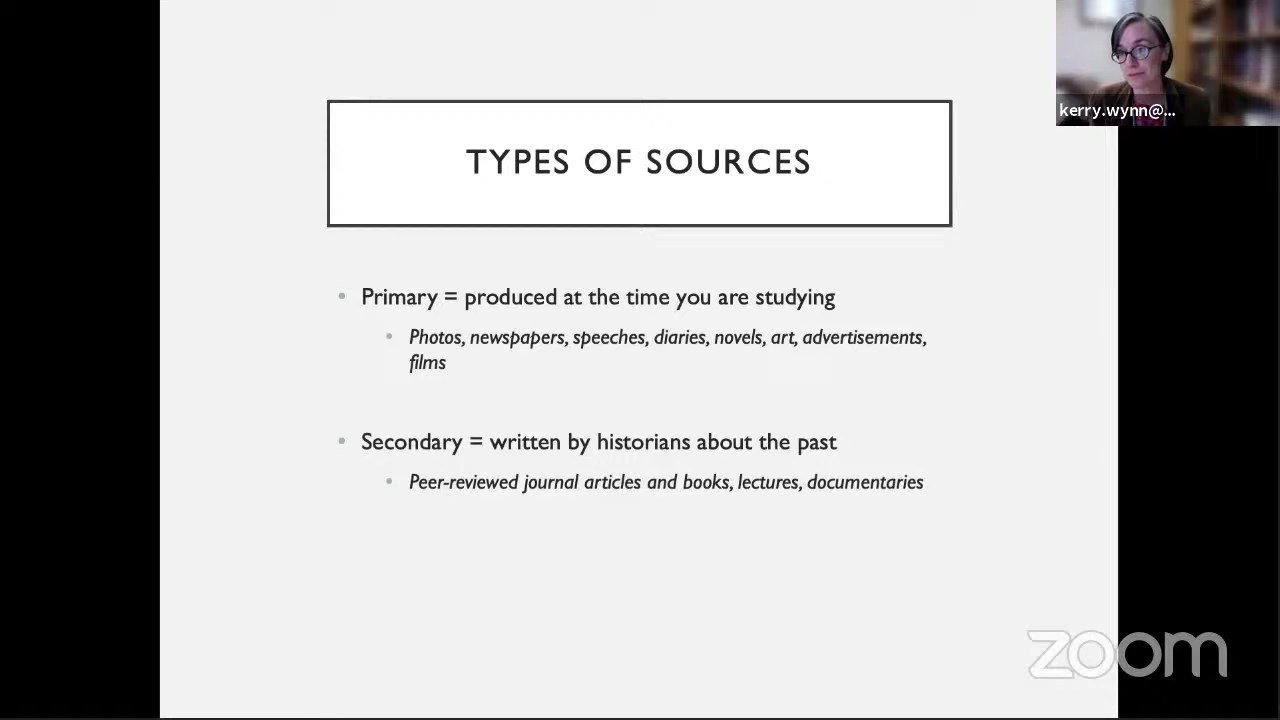 kerry.wynn@...
TYPES OF SOURCES
• Primary = produced at the time you are studying
• Photos, newspapers, speeches, diaries, novels, art, advertisements,
films
• Secondary = written by historians about the past
• Peer-reviewed journal articles and books, lectures, documentaries
zoom